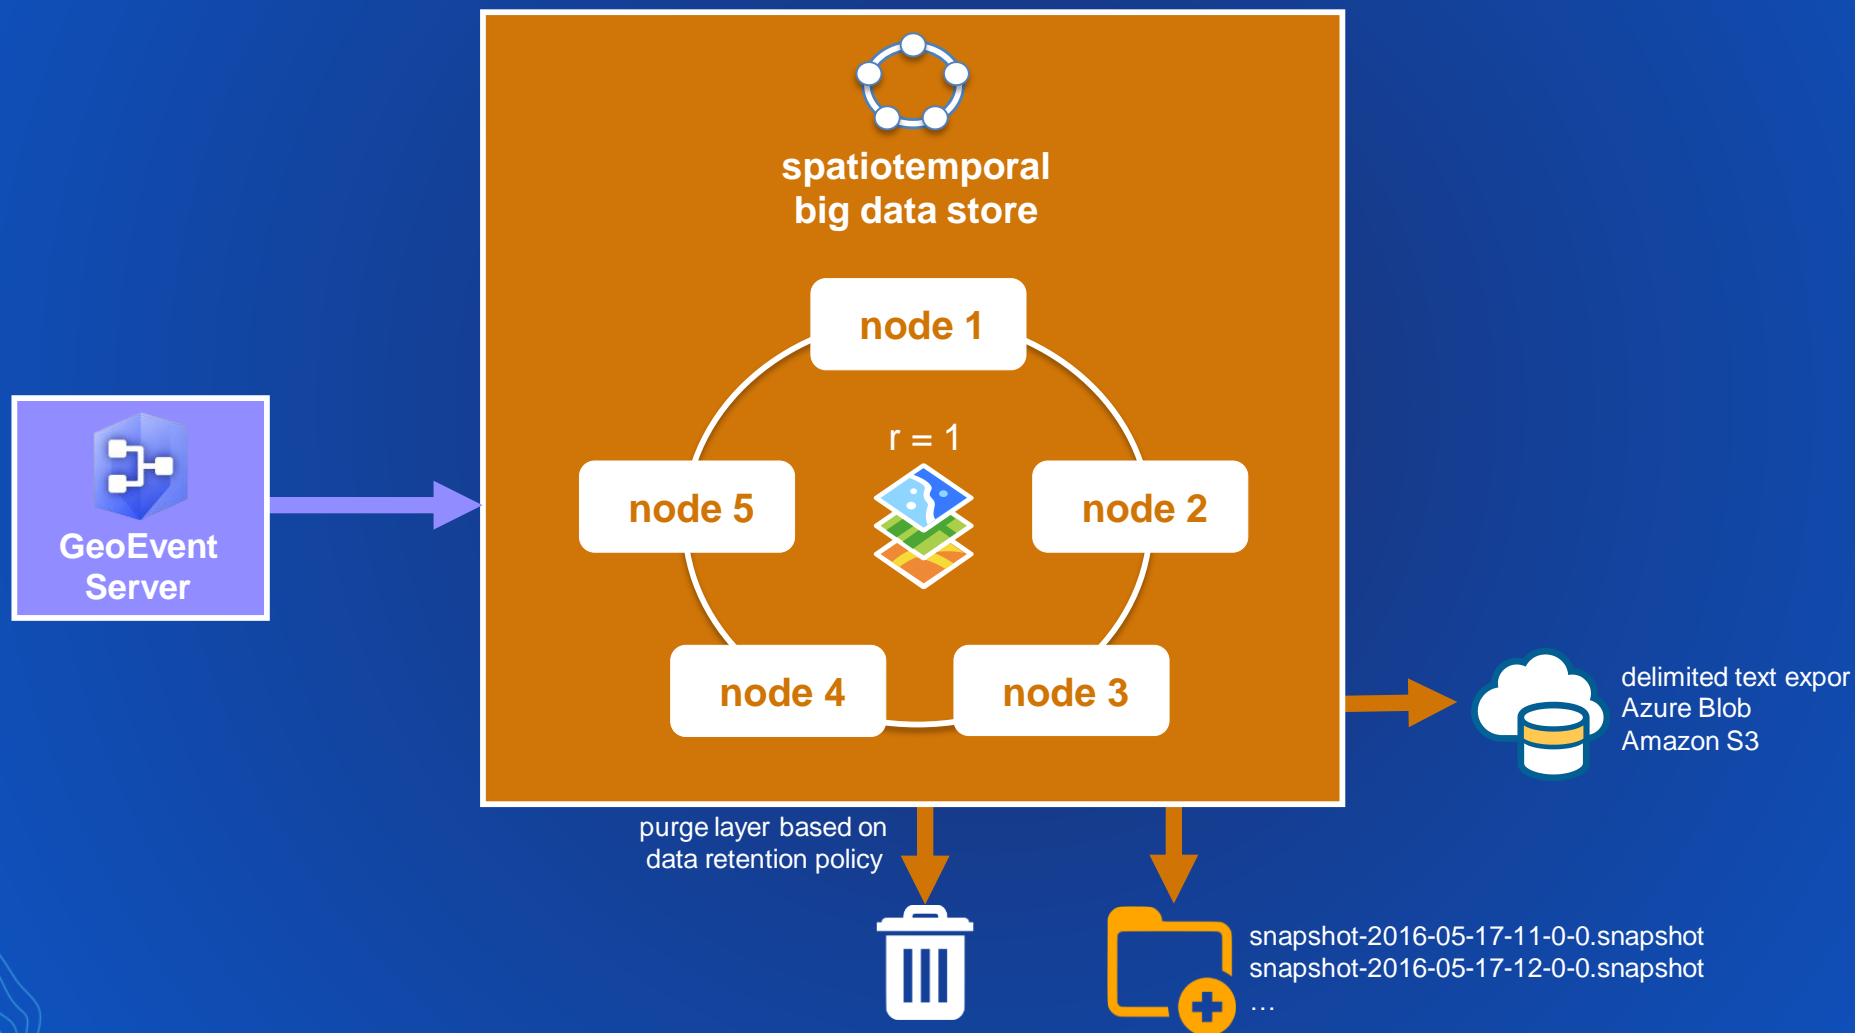 spatiotemporal
big data store
node 1
r = 1
node 5
node 2
GeoEvent
Server
node 4
node 3
delimited text expor
Azure Blob
Amazon S3
purge layer based on
data retention policy
snapshot-2016-05-17-11-0-0.snapshot
snapshot-2016-05-17-12-0-0.snapshot
…